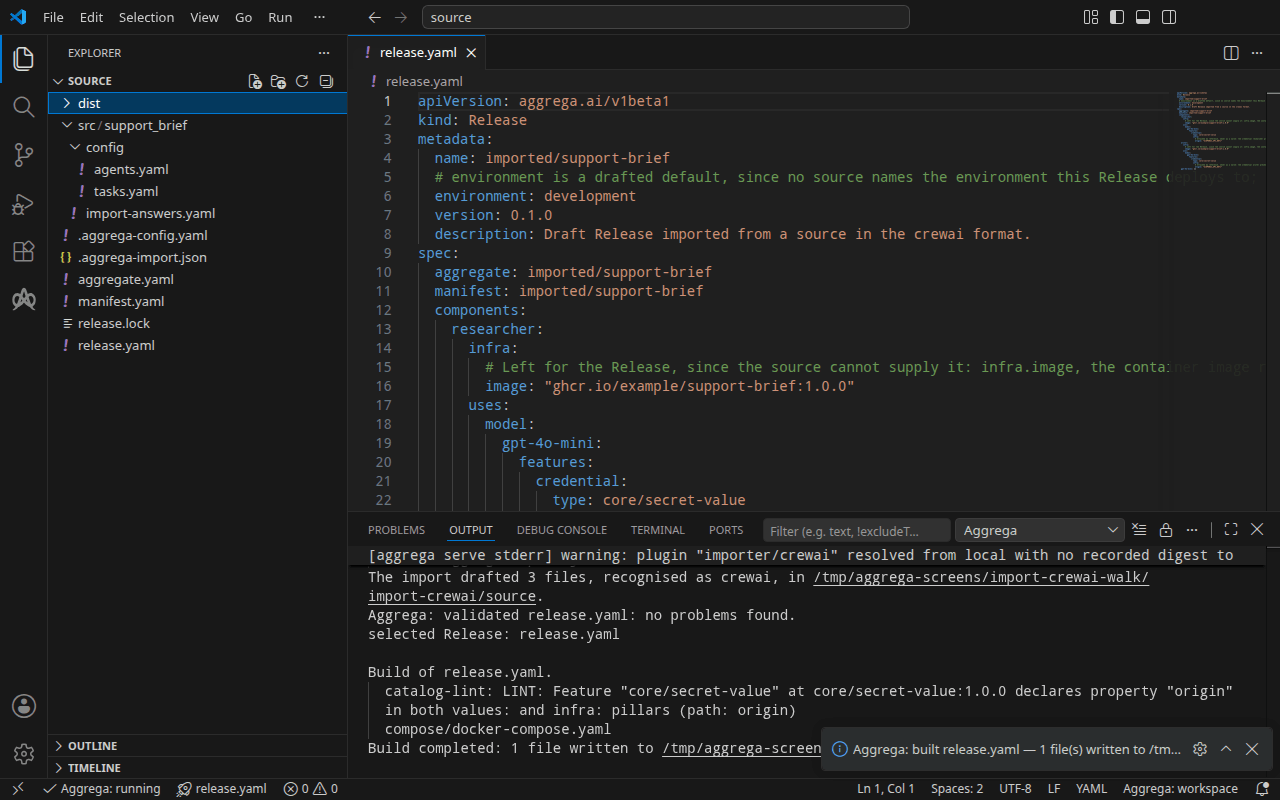 File Edit Selection View Go Run ···
source
EXPLORER
SOURCE
dist
src/support_brief
config
agents.yaml
tasks.yaml
import-answers.yaml
.aggrega-config.yaml
.aggrega-import.json
aggregate.yaml
manifest.yaml
release.lock
release.yaml
OUTLINE
TIMELINE
release.yaml
release.yaml
1 apiVersion: aggrega.ai/v1beta1
2 kind: Release
3 metadata:
4 name: imported/support-brief
5 # environment is a drafted default, since no source names the environment this Release deploys to.
6 environment: development
7 version: 0.1.0
8 description: Draft Release imported from a source in the crewai format.
9 spec:
10 aggregate: imported/support-brief
11 manifest: imported/support-brief
12 components:
13 researcher:
14 infra:
15 # Left for the Release, since the source cannot supply it: infra.image, the container image
16 image: "ghcr.io/example/support-brief:1.0.0"
17 uses:
18 model:
19 gpt-4o-mini:
20 features:
21 credential:
22 type: core/secret-value
PROBLEMS OUTPUT DEBUG CONSOLE TERMINAL PORTS
Filter (e.g. text, !excludeT...
Aggrega
[aggrega serve stderr] warning: plugin "importer/crewai" resolved from local with no recorded digest to
The import drafted 3 files, recognised as crewai, in /tmp/aggrega-screens/import-crewai-walk/
import-crewai/source.
Aggrega: validated release.yaml: no problems found.
selected Release: release.yaml
Build of release.yaml.
catalog-lint: LINT: Feature "core/secret-value" at core/secret-value:1.0.0 declares property "origin"
in both values: and infra: pillars (path: origin)
compose/docker-compose.yaml
Build completed: 1 file written to /tmp/aggrega-screen
Aggrega: built release.yaml — 1 file(s) written to /tm...
Aggrega: running
release.yaml
0 0
Ln 1, Col 1
Spaces: 2
UTF-8
LF
YAML
Aggrega: workspace